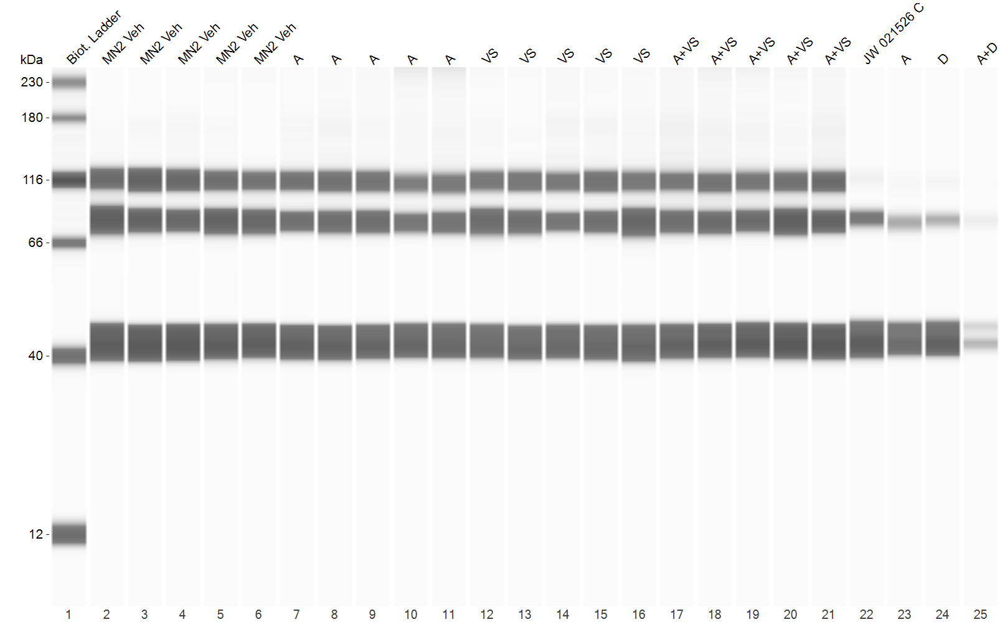 kDa
Biot. Ladder
MN2 Veh
MN2 Veh
MN2 Veh
MN2 Veh
MN2 Veh
A
A
A
A
A
VS
VS
VS
VS
VS
A+VS
A+VS
A+VS
A+VS
A+VS
JW 021526 C
A
D
A+D
230 -
180 -
116 -
66 -
40 -
12 -
1 2 3 4 5 6 7 8 9 10 11 12 13 14 15 16 17 18 19 20 21 22 23 24 25